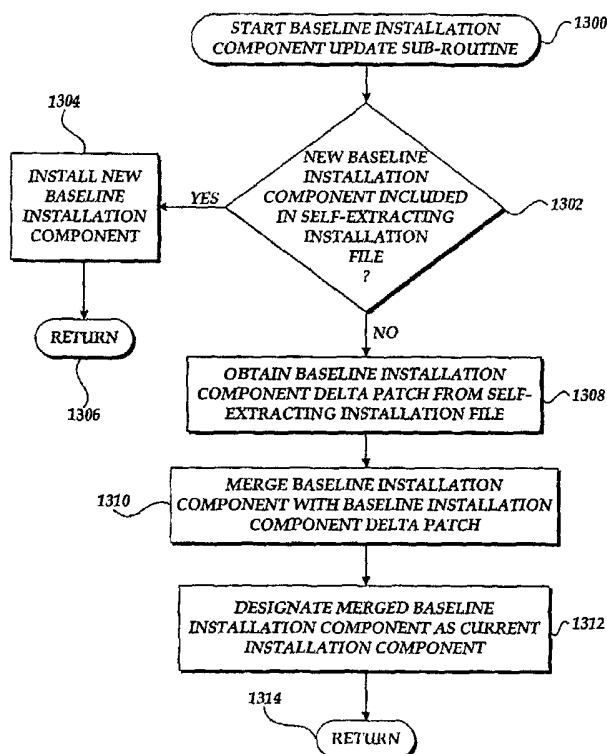 START BASELINE INSTALLATION
COMPONENT UPDATE SUB-ROUTINE
1300
1304
INSTALL NEW
BASELINE
INSTALLATION
COMPONENT
YES
NEW BASELINE
INSTALLATION
COMPONENT INCLUDED
IN SELF-EXTRACTING
INSTALLATION
FILE
?
1302
RETURN
1306
NO
OBTAIN BASELINE INSTALLATION
COMPONENT DELTA PATCH FROM SELF-
EXTRACTING INSTALLATION FILE
1308
1310
MERGE BASELINE INSTALLATION
COMPONENT WITH BASELINE INSTALLATION
COMPONENT DELTA PATCH
DESIGNATE MERGED BASELINE
INSTALLATION COMPONENT AS CURRENT
INSTALLATION COMPONENT
1312
1314
RETURN